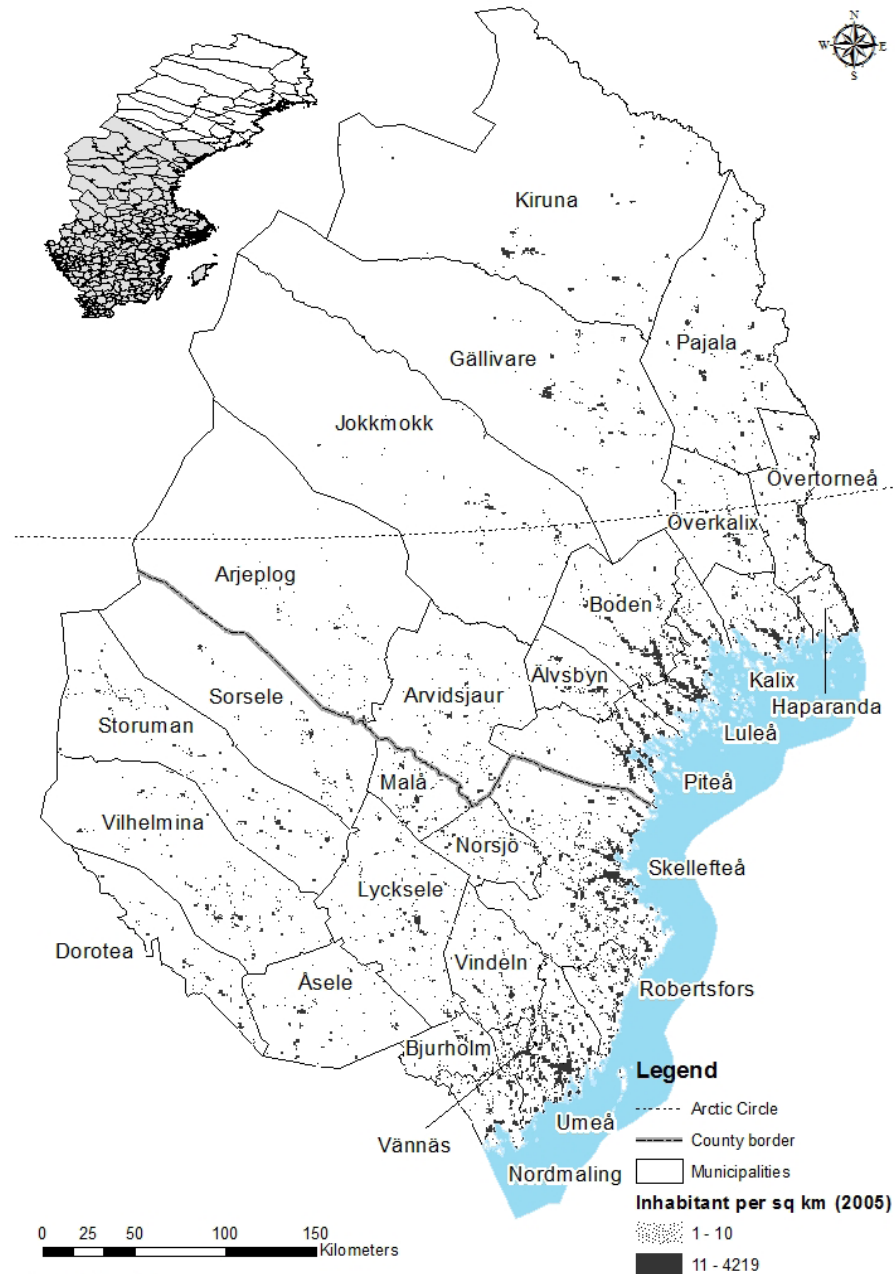 N
W E
S
Kiruna
Pajala
Gällivare
Jokkmokk
Övertorneå
Överkalix
Arjeplog
Boden
Älvsbyn
Kalix
Sorsele
Arvidsjaur
Haparanda
Storuman
Luleå
Malå
Piteå
Vilhelmina
Norsjö
Skellefteå
Lycksele
Dorotea
Vindeln
Åsele
Robertsfors
Bjurholm
Legend
Arctic Circle
Umeå
County border
Vännäs
Nordmaling
Municipalities
Inhabitant per sq km (2005)
0 25 50 100 150
Kilometers
1 - 10
11 - 4219